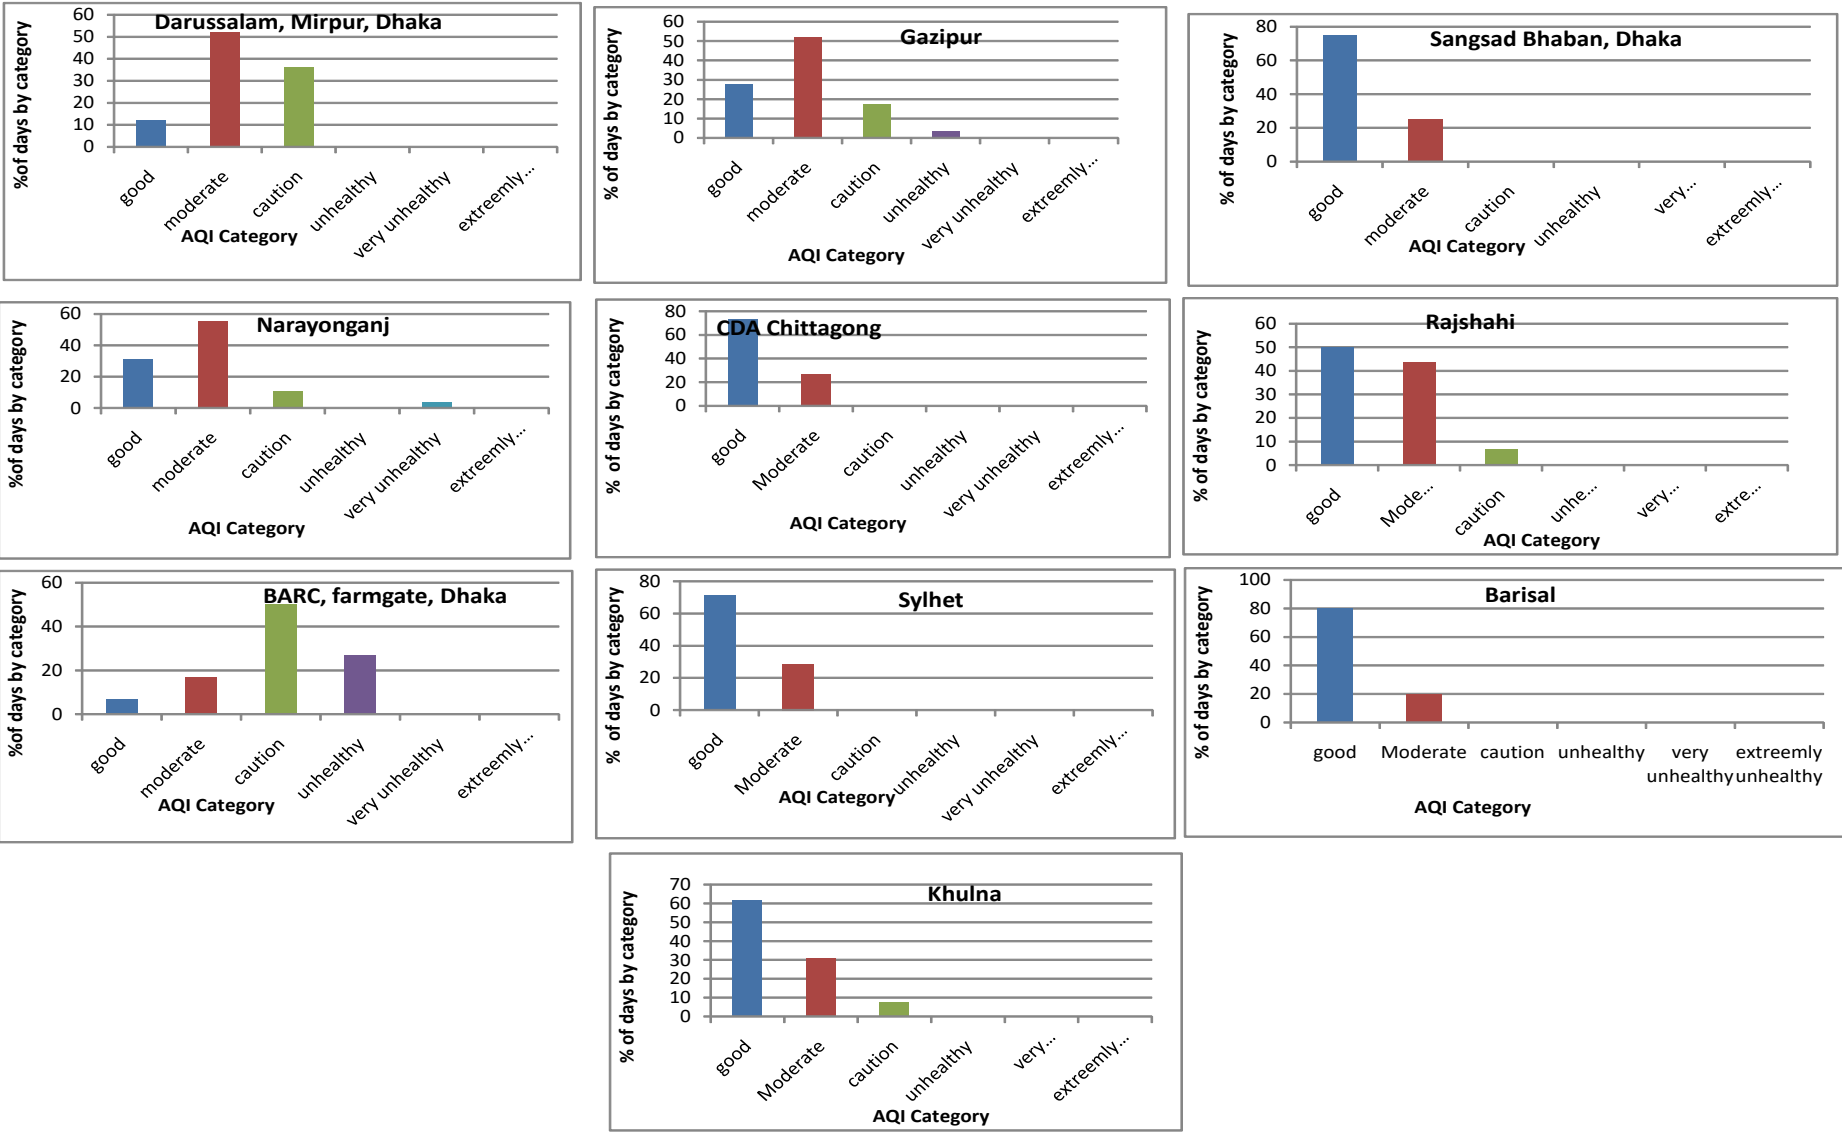 Darussalam, Mirpur, Dhaka
%of days by category
60
50
40
30
20
10
0
good
moderate
caution
unhealthy
very unhealthy
extreemly...
AQI Category
Gazipur
% of days by category
60
50
40
30
20
10
0
good
moderate
caution
unhealthy
very unhealthy
extreemly...
AQI Category
Sangsad Bhaban, Dhaka
% of days by category
80
60
40
20
0
good
moderate
caution
unhealthy
very...
extreemly...
AQI Category
Narayonganj
%of days by category
60
40
20
0
good
moderate
caution
unhealthy
very unhealthy
extreemly...
AQI Category
CDA Chittagong
% of days by category
80
60
40
20
0
good
Moderate
caution
unhealthy
very unhealthy
extreemly...
AQI Category
Rajshahi
% of days by category
60
50
40
30
20
10
0
good
Mode...
caution
unhe...
very...
extre...
AQI Category
BARC, farmgate, Dhaka
%of days by category
60
40
20
0
good
moderate
caution
unhealthy
very unhealthy
extreemly...
AQI Category
Sylhet
% of days by category
80
60
40
20
0
good
Moderate
caution
unhealthy
very unhealthy
extreemly...
AQI Category
Barisal
% of days by category
100
80
60
40
20
0
good
Moderate
caution
unhealthy
very
unhealthy
extreemly
unhealthy
AQI Category
Khulna
% of days by category
70
60
50
40
30
20
10
0
good
Moderate
caution
unhealthy
very...
extreemly...
AQI Category